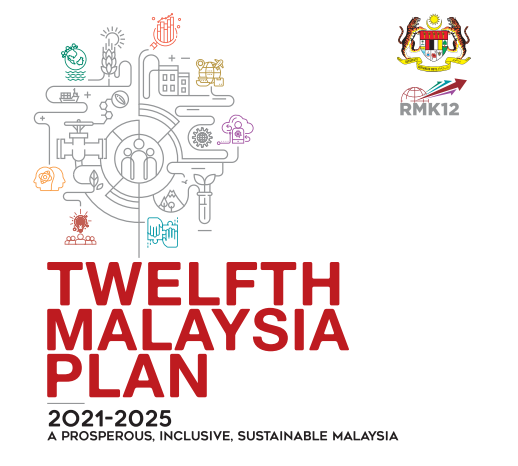 RMK12
TWELFTH
MALAYSIA
PLAN
2021-2025
A PROSPEROUS, INCLUSIVE, SUSTAINABLE MALAYSIA